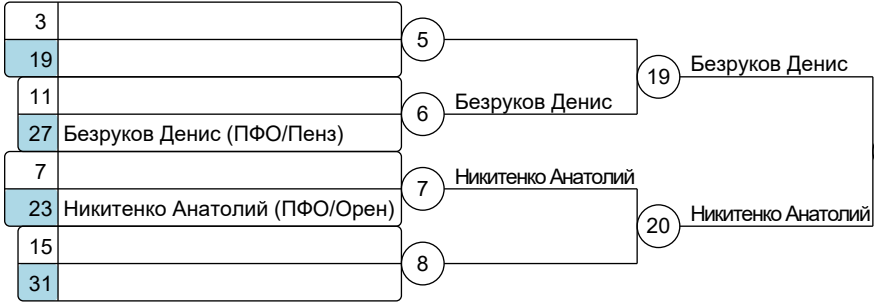 3
5
19
19 Безруков Денис
11
6 Безруков Денис
27 Безруков Денис (ПФО/Пенз)
7
7 Никитенко Анатолий
23 Никитенко Анатолий (ПФО/Орен)
20 Никитенко Анатолий
15
8
31